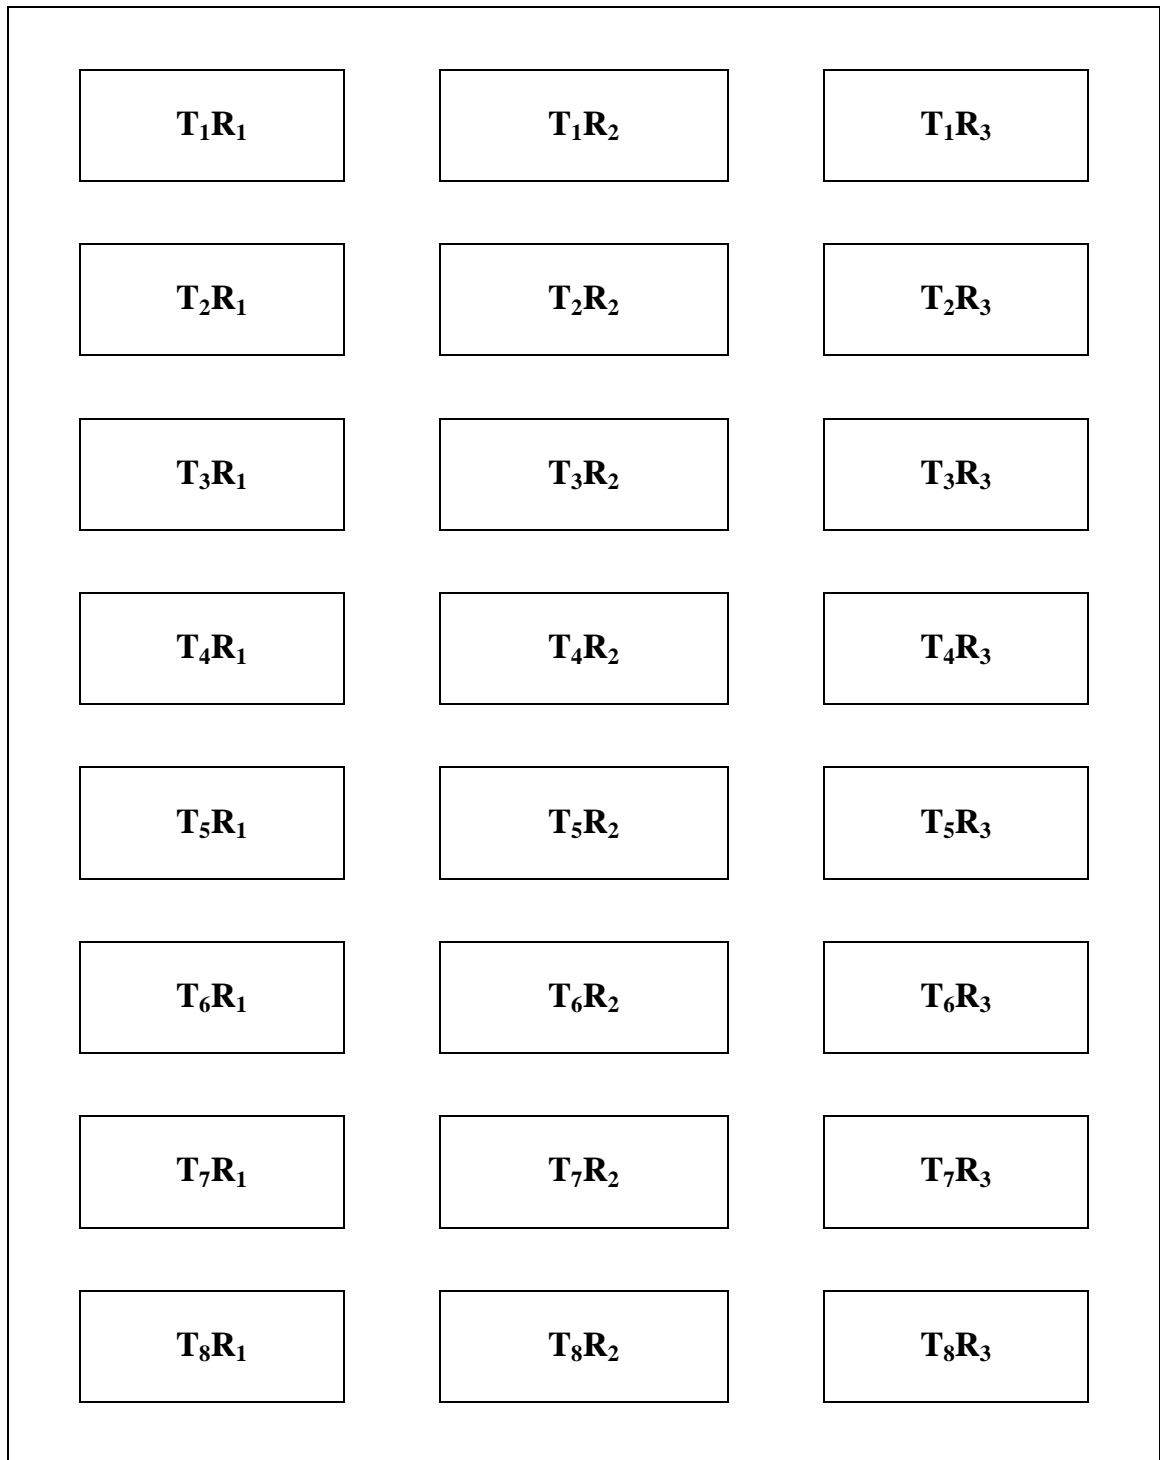 T₁R₁ T₁R₂ T₁R₃
T₂R₁ T₂R₂ T₂R₃
T₃R₁ T₃R₂ T₃R₃
T₄R₁ T₄R₂ T₄R₃
T₅R₁ T₅R₂ T₅R₃
T₆R₁ T₆R₂ T₆R₃
T₇R₁ T₇R₂ T₇R₃
T₈R₁ T₈R₂ T₈R₃